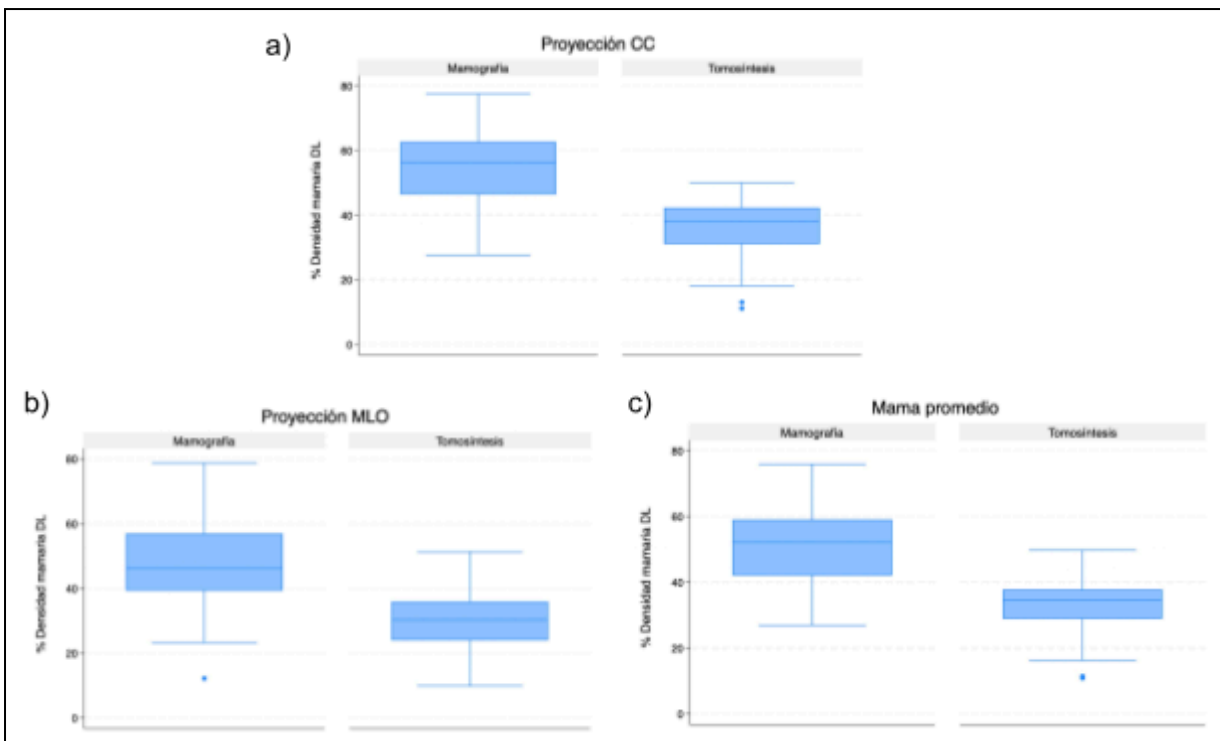 a)
Proyección CC
Mamografía
Tomosíntesis
80
60
40
20
0
% Densidad mamaria DL
b)
Proyección MLO
Mamografía
Tomosíntesis
80
60
40
20
0
% Densidad mamaria DL
c)
Mama promedio
Mamografía
Tomosíntesis
80
60
40
20
0
% Densidad mamaria DL